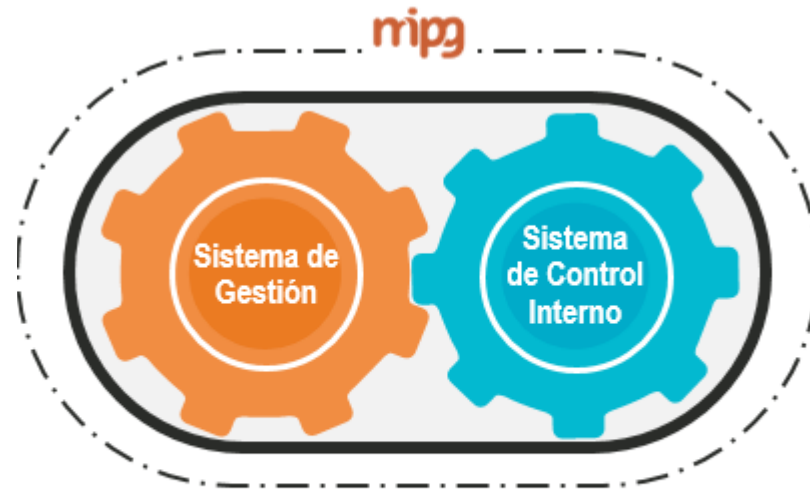 mipg
Sistema de
Gestión
Sistema
de Control
Interno